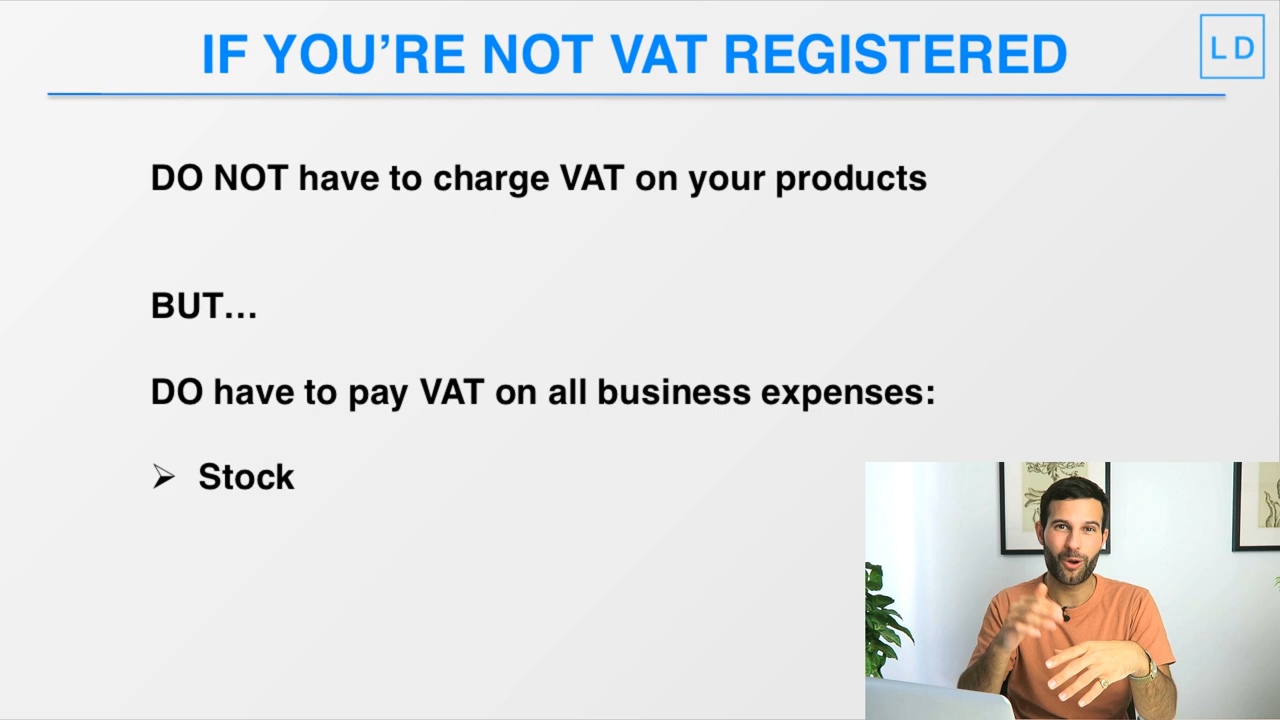 IF YOU’RE NOT VAT REGISTERED
L D
DO NOT have to charge VAT on your products
BUT…
DO have to pay VAT on all business expenses:
➢ Stock